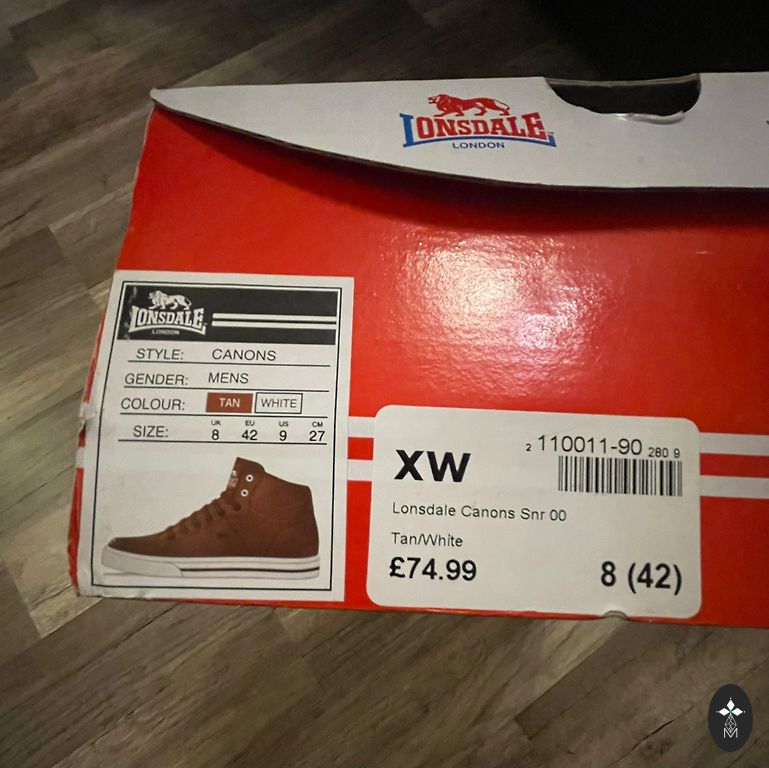 LONSDALE
LONDON
LONSDALE
LONDON
STYLE: CANONS
GENDER: MENS
COLOUR: TAN WHITE
UK EU US CM
SIZE: 8 42 9 27
XW
2 110011-90 280 9
Lonsdale Canons Snr 00
Tan/White
£74.99 8 (42)